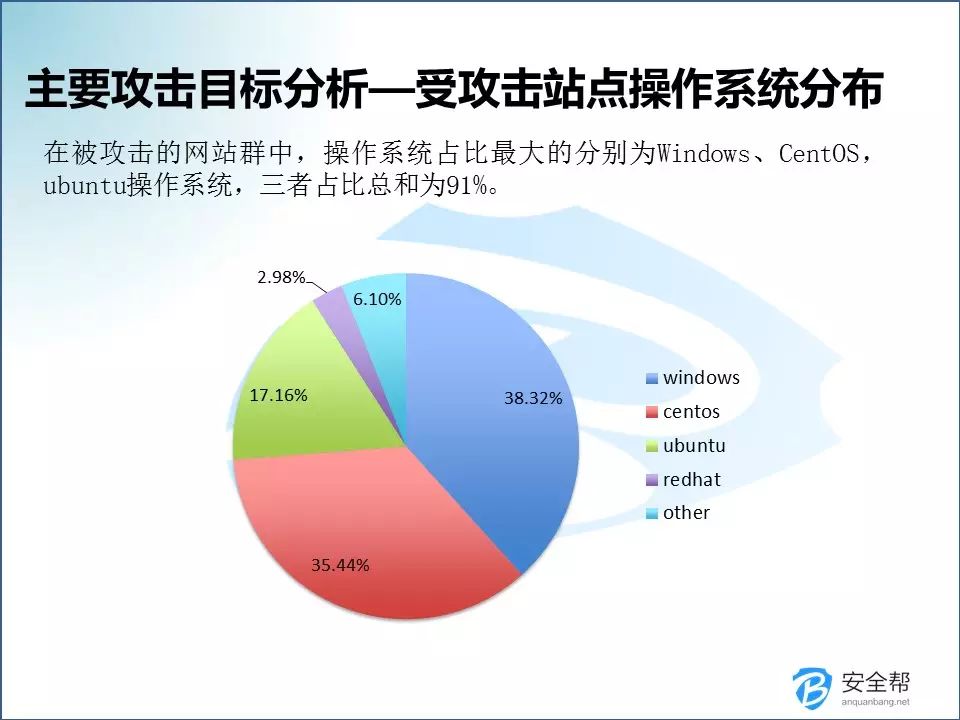 主要攻击目标分析—受攻击站点操作系统分布
在被攻击的网站群中，操作系统占比最大的分别为Windows、CentOS，
ubuntu操作系统，三者占比总和为91%。
2.98%
6.10%
17.16%
38.32%
35.44%
windows
centos
ubuntu
redhat
other
安全帮
anquanbang.net